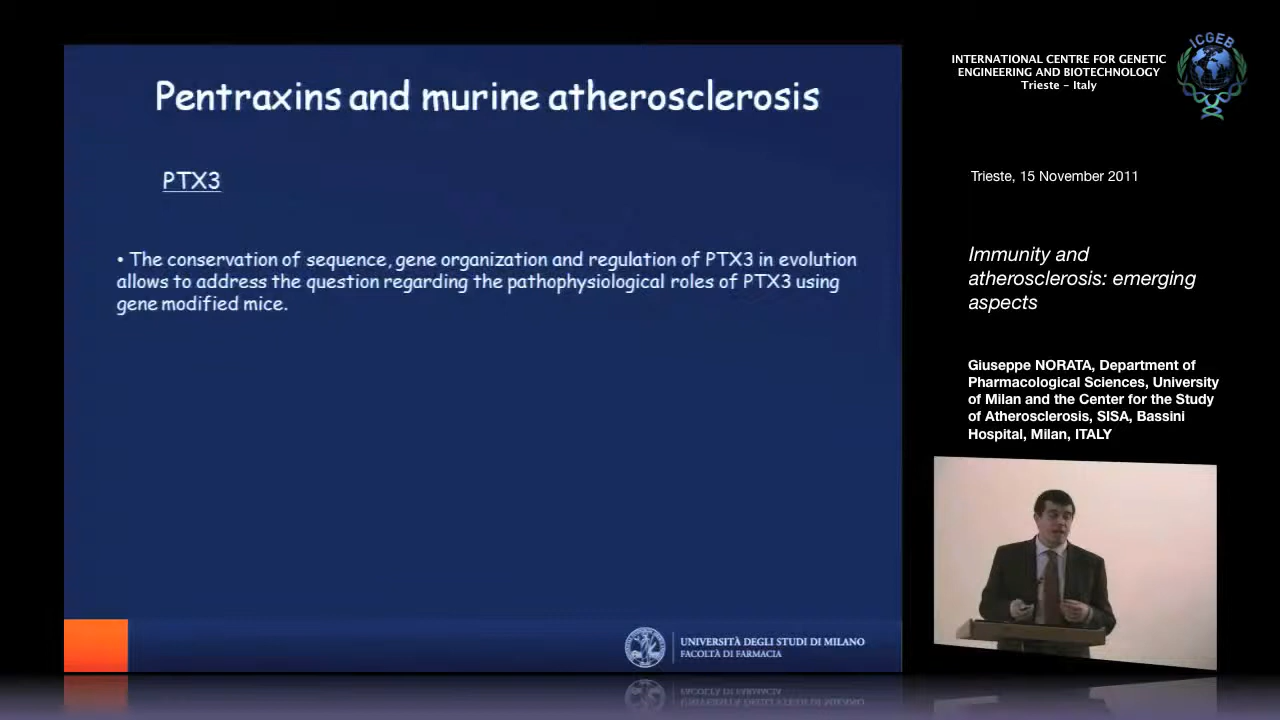 Pentraxins and murine atherosclerosis
PTX3
• The conservation of sequence, gene organization and regulation of PTX3 in evolution
allows to address the question regarding the pathophysiological roles of PTX3 using
gene modified mice.
UNIVERSITÀ DEGLI STUDI DI MILANO
FACOLTÀ DI FARMACIA
INTERNATIONAL CENTRE FOR GENETIC
ENGINEERING AND BIOTECHNOLOGY
Trieste - Italy
ICGEB
Trieste, 15 November 2011
Immunity and
atherosclerosis: emerging
aspects
Giuseppe NORATA, Department of
Pharmacological Sciences, University
of Milan and the Center for the Study
of Atherosclerosis, SISA, Bassini
Hospital, Milan, ITALY